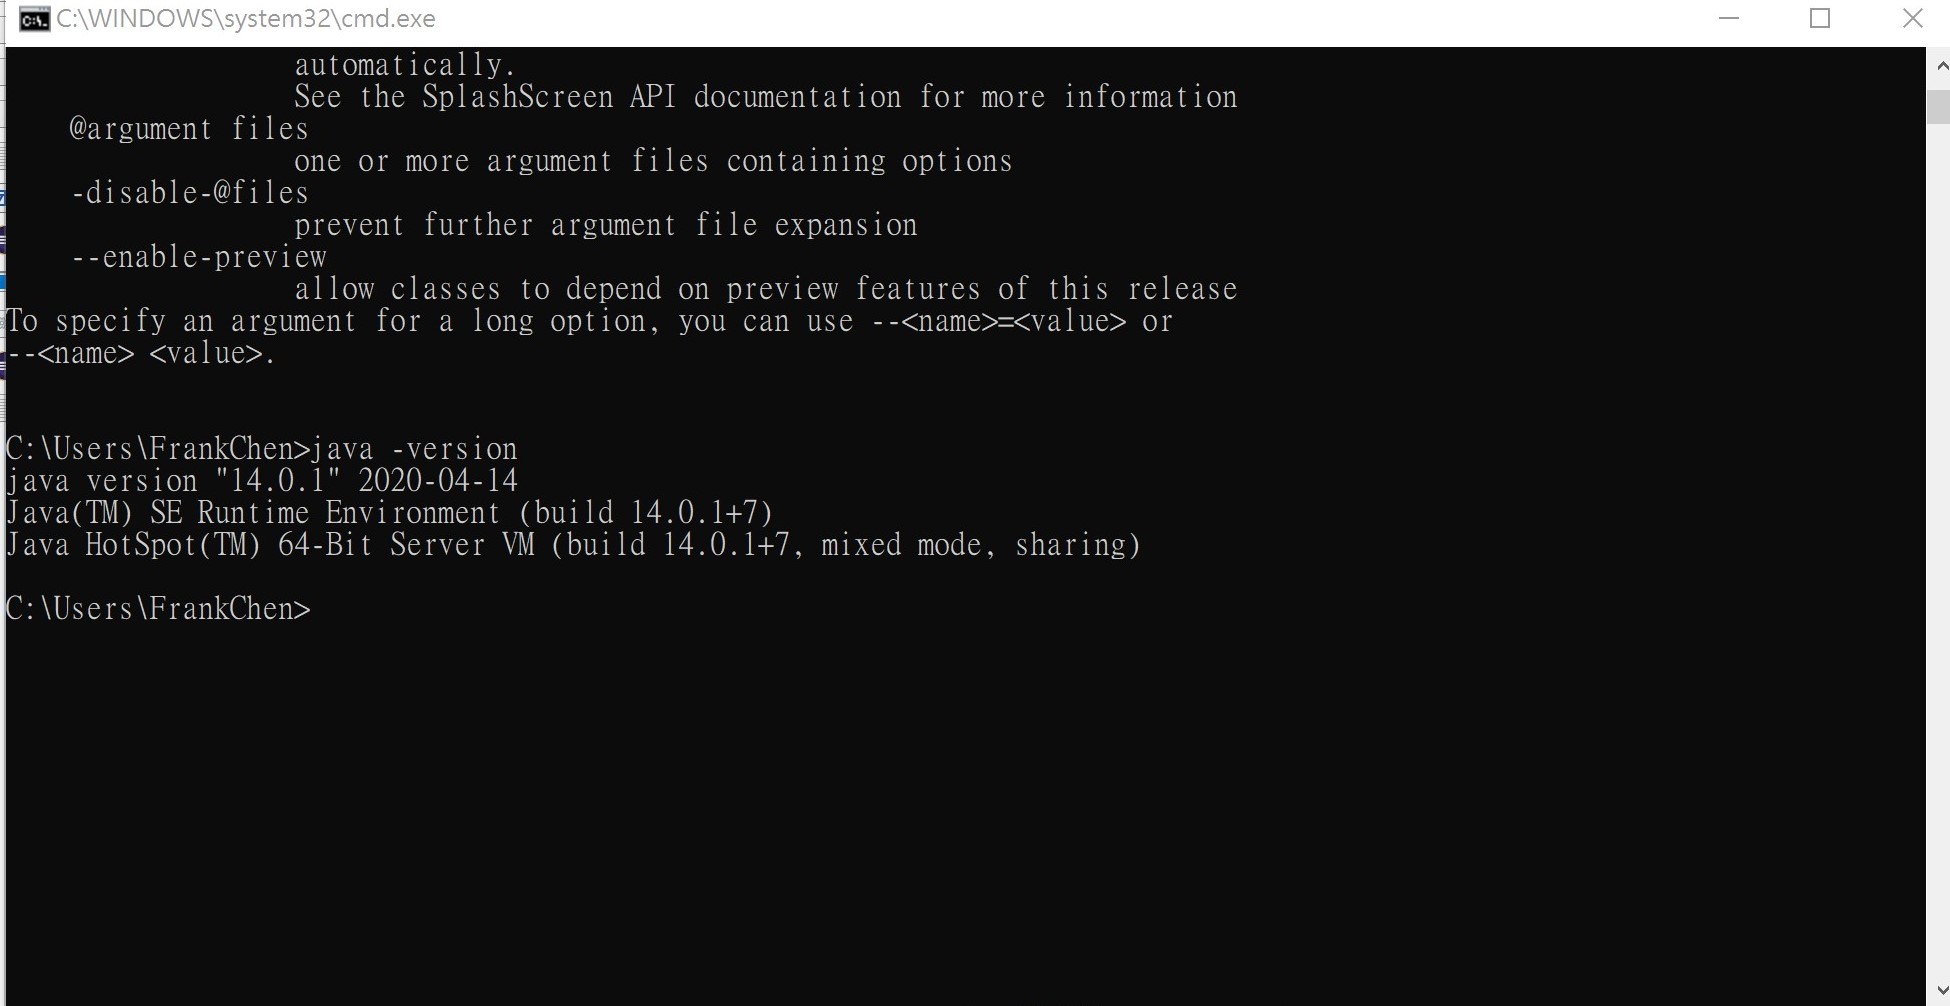 C:\WINDOWS\system32\cmd.exe
automatically.
See the SplashScreen API documentation for more information
@argument files
one or more argument files containing options
-disable-@files
prevent further argument file expansion
--enable-preview
allow classes to depend on preview features of this release
To specify an argument for a long option, you can use --<name>=<value> or
--<name> <value>.
C:\Users\FrankChen>java -version
java version "14.0.1" 2020-04-14
Java(TM) SE Runtime Environment (build 14.0.1+7)
Java HotSpot(TM) 64-Bit Server VM (build 14.0.1+7, mixed mode, sharing)
C:\Users\FrankChen>